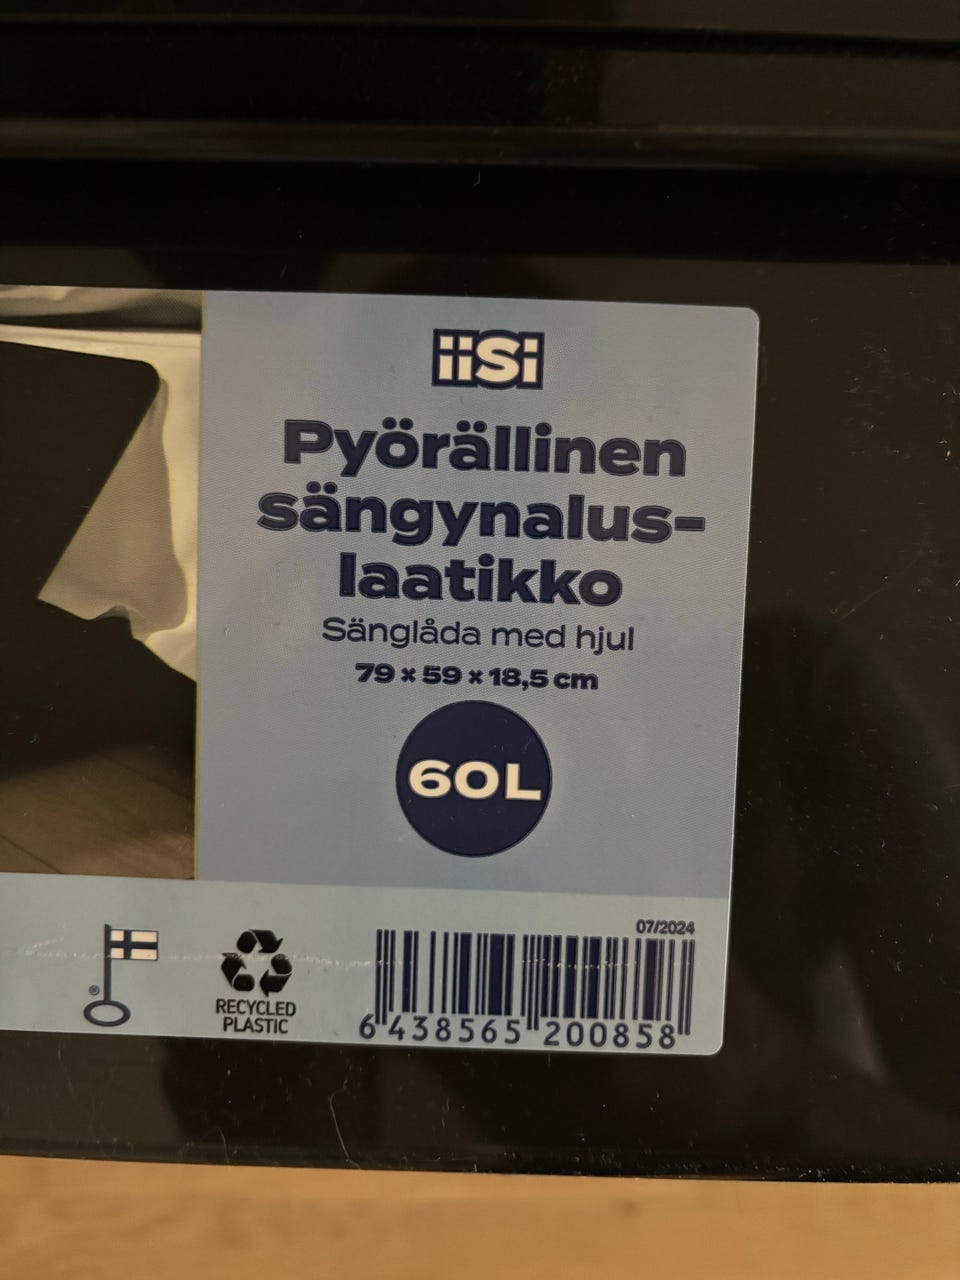 iisi
Pyörällinen
sängynalus-
laatikko
Sänglåda med hjul
79 x 59 x 18,5 cm
60L
07/2024
®
RECYCLED
PLASTIC
6 438565 200858